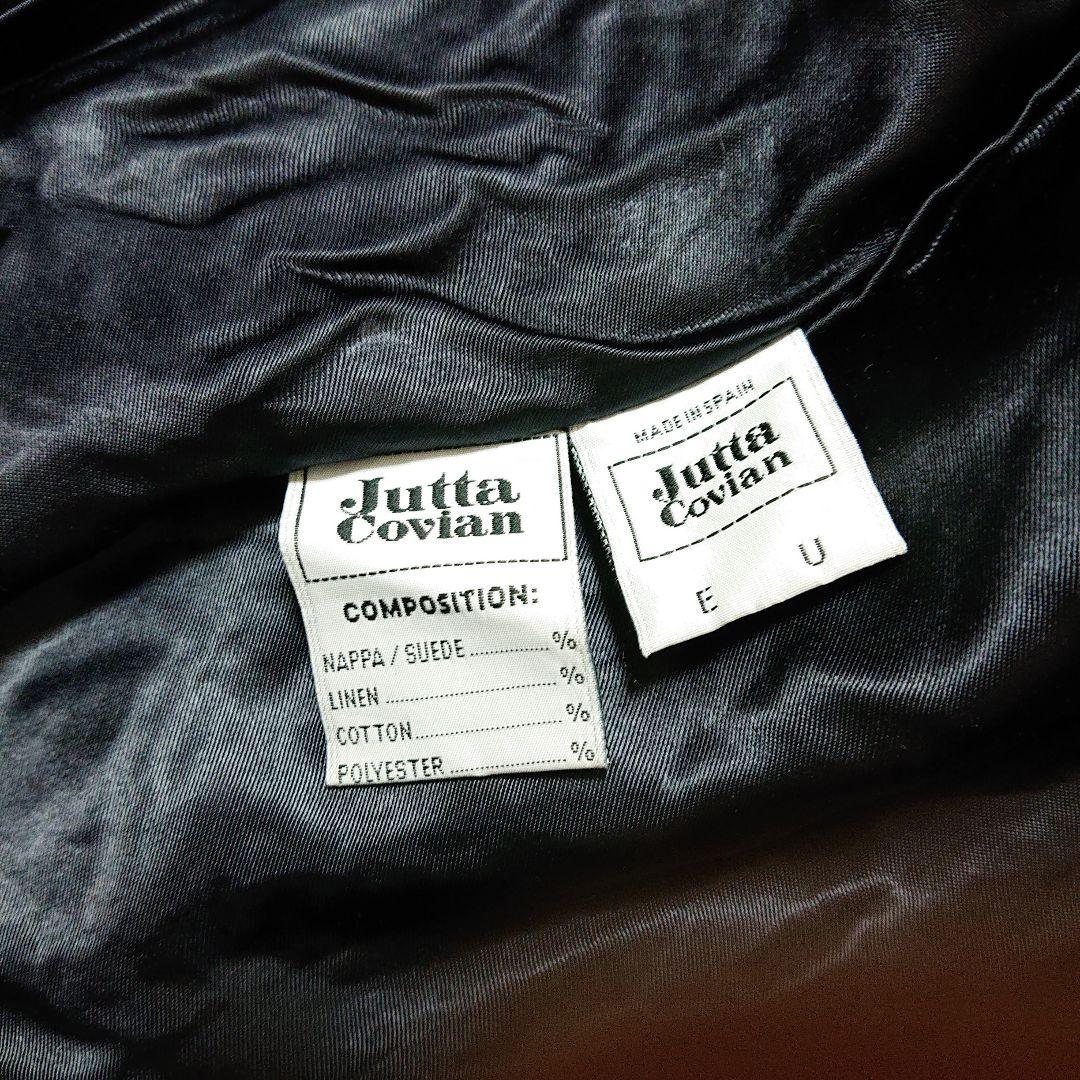 Jutta
Covian
COMPOSITION:
NAPPA / SUEDE ................ %
LINEN ................................... %
COTTON .............................. %
POLYESTER ........................ %
MADE IN SPAIN
Jutta
Covian
E U